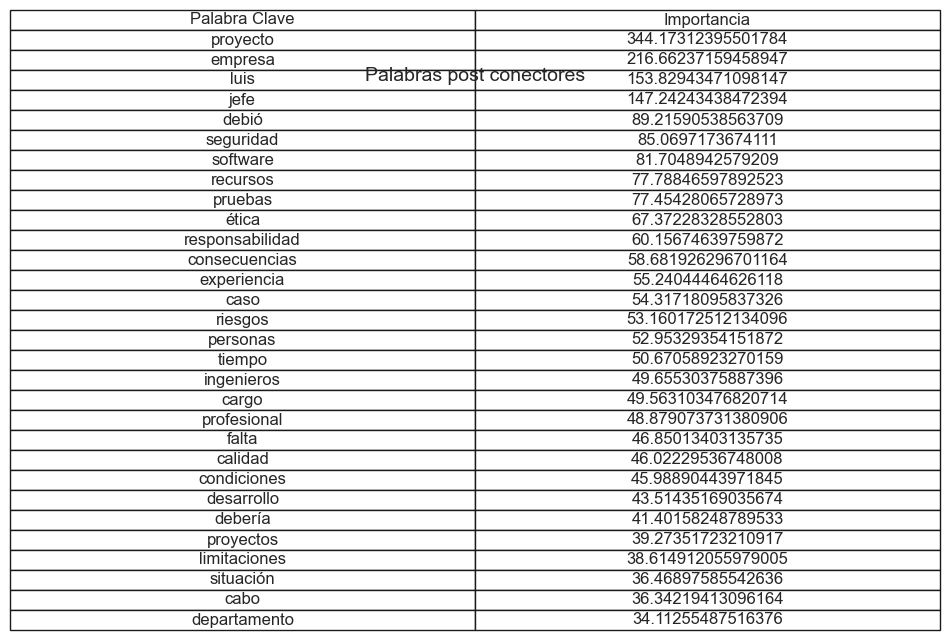 Palabra Clave Importancia
proyecto 344.17312395501784
empresa 216.66237159458947
Palabras post conectores
luis 153.82943471098147
jefe 147.24243438472394
debió 89.21590538563709
seguridad 85.0697173674111
software 81.7048942579209
recursos 77.78846597892523
pruebas 77.45428065728973
ética 67.37228328552803
responsabilidad 60.15674639759872
consecuencias 58.681926296701164
experiencia 55.24044464626118
caso 54.31718095837326
riesgos 53.160172512134096
personas 52.95329354151872
tiempo 50.67058923270159
ingenieros 49.65530375887396
cargo 49.563103476820714
profesional 48.879073731380906
falta 46.85013403135735
calidad 46.02229536748008
condiciones 45.98890443971845
desarrollo 43.51435169035674
debería 41.40158248789533
proyectos 39.27351723210917
limitaciones 38.614912055979005
situación 36.46897585542636
cabo 36.34219413096164
departamento 34.11255487516376